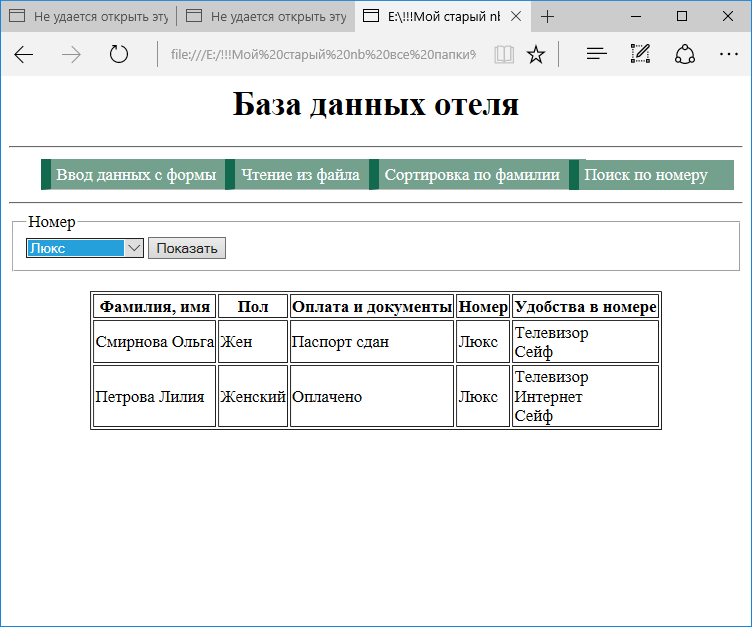 Не удается открыть эту
Не удается открыть эту
E:\!!!Мой старый nb
file:///E:/!!!Мой%20старый%20nb%20все%20папки%
База данных отеля
Ввод данных с формы Чтение из файла Сортировка по фамилии Поиск по номеру
Номер
Люкс Показать
Фамилия, имя Пол Оплата и документы Номер Удобства в номере
Смирнова Ольга Жен Паспорт сдан Люкс Телевизор
Сейф
Петрова Лилия Женский Оплачено Люкс Телевизор
Интернет
Сейф